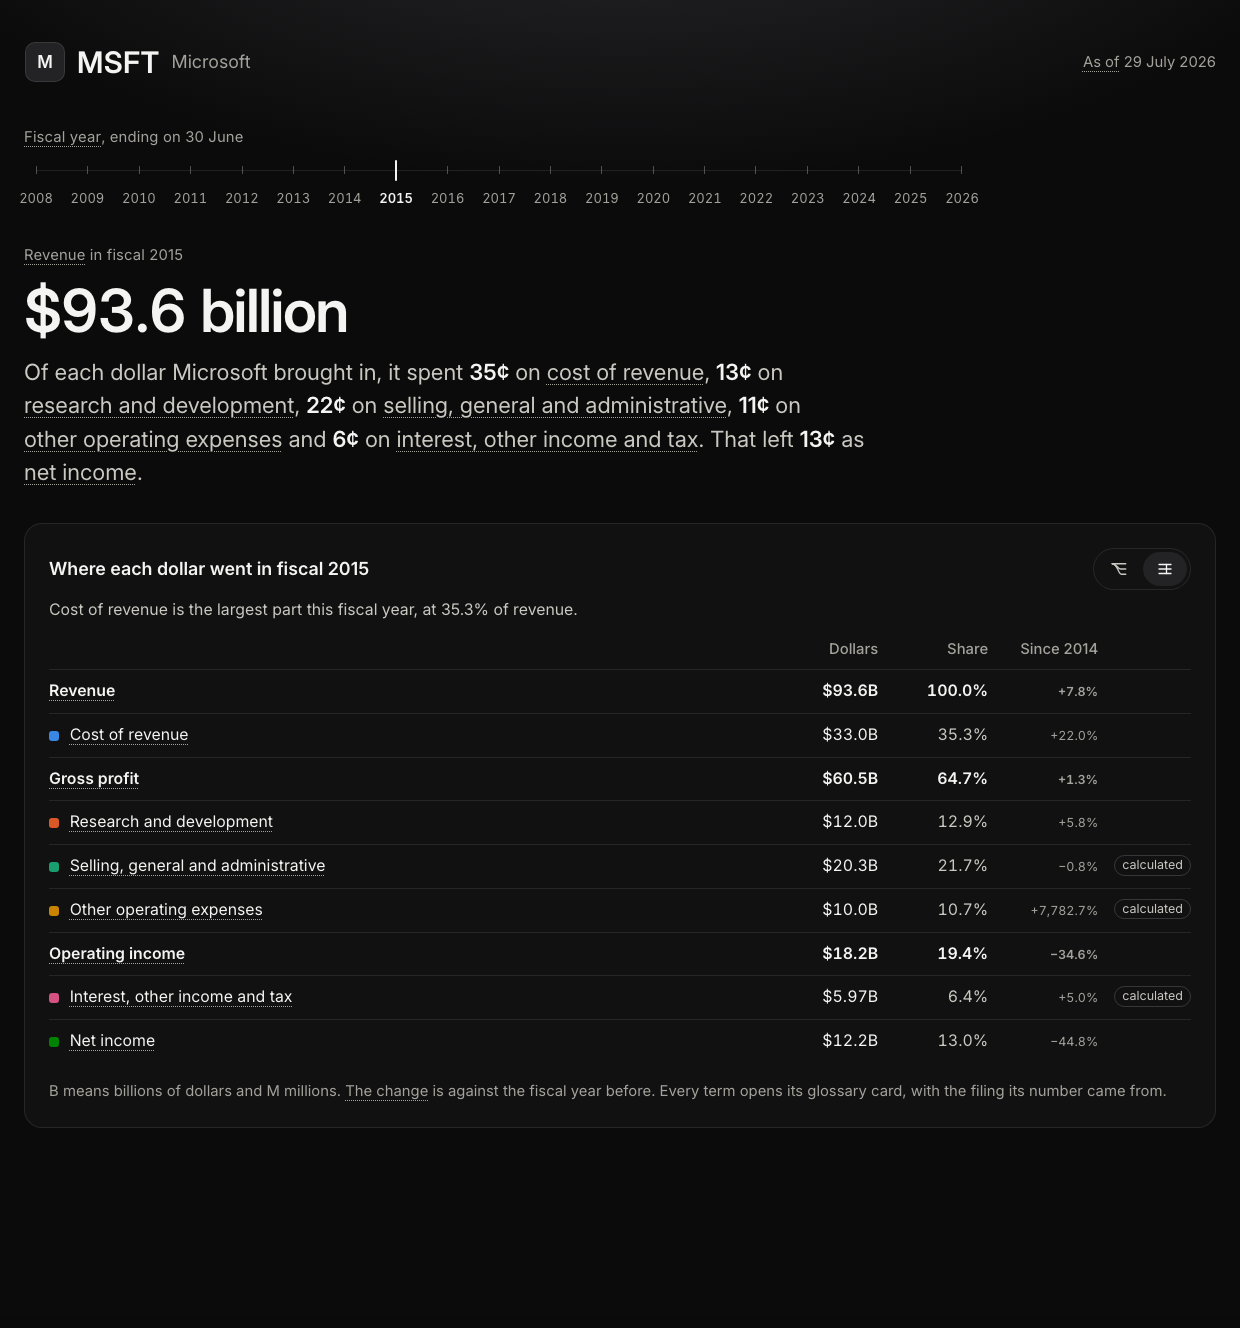 M MSFT Microsoft
As of 29 July 2026
Fiscal year, ending on 30 June
2008 2009 2010 2011 2012 2013 2014 2015 2016 2017 2018 2019 2020 2021 2022 2023 2024 2025 2026
Revenue in fiscal 2015
$93.6 billion
Of each dollar Microsoft brought in, it spent 35¢ on cost of revenue, 13¢ on
research and development, 22¢ on selling, general and administrative, 11¢ on
other operating expenses and 6¢ on interest, other income and tax. That left 13¢ as
net income.
Where each dollar went in fiscal 2015
Cost of revenue is the largest part this fiscal year, at 35.3% of revenue.
Dollars Share Since 2014
Revenue $93.6B 100.0% +7.8%
Cost of revenue $33.0B 35.3% +22.0%
Gross profit $60.5B 64.7% +1.3%
Research and development $12.0B 12.9% +5.8%
Selling, general and administrative $20.3B 21.7% −0.8% calculated
Other operating expenses $10.0B 10.7% +7,782.7% calculated
Operating income $18.2B 19.4% −34.6%
Interest, other income and tax $5.97B 6.4% +5.0% calculated
Net income $12.2B 13.0% −44.8%
B means billions of dollars and M millions. The change is against the fiscal year before. Every term opens its glossary card, with the filing its number came from.